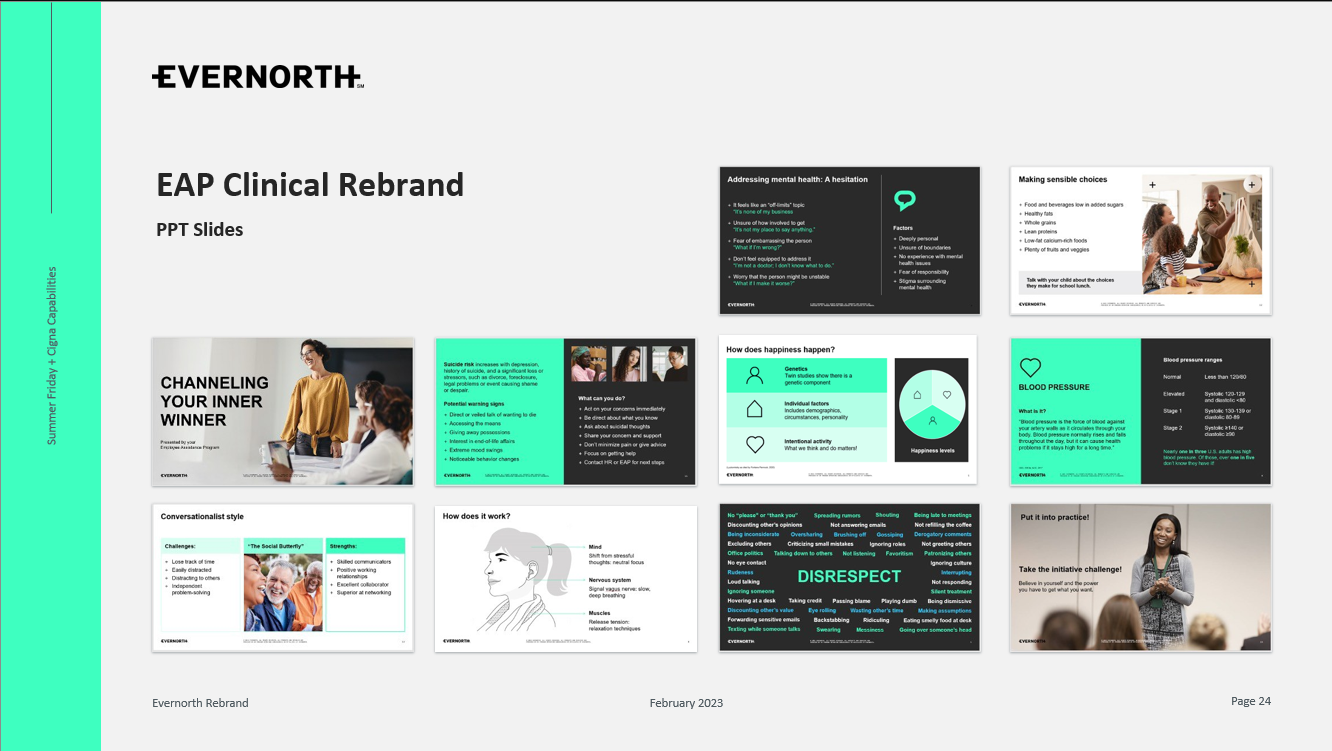 EVERNORTH SM
EAP Clinical Rebrand
PPT Slides
Summer Friday + Cigna Capabilities
Addressing mental health: A hesitation
+ It feels like an "off-limits" topic
"It's none of my business
+ Unsure of how involved to get
"It's not my place to say anything."
+ Fear of embarrassing the person
"What if I'm wrong?"
+ Don't feel equipped to address it
"I'm not a doctor; I don't know what to do."
+ Worry that the person might be unstable
"What if I make it worse?"
Factors
+ Deeply personal
+ Unsure of boundaries
+ No experience with mental
health issues
+ Fear of responsibility
+ Stigma surrounding
mental health
EVERNORTH
Making sensible choices
+ Food and beverages low in added sugars
+ Healthy fats
+ Whole grains
+ Lean proteins
+ Low-fat calcium-rich foods
+ Plenty of fruits and veggies
Talk with your child about the choices
they make for school lunch.
EVERNORTH
CHANNELING
YOUR INNER
WINNER
Presented by your
Employee Assistance Program
EVERNORTH
Suicide risk increases with depression,
history of suicide, and a significant loss or
stressors, such as divorce, foreclosure,
legal problems or event causing shame
or despair.
Potential warning signs
+ Direct or veiled talk of wanting to die
+ Accessing the means
+ Giving away possessions
+ Interest in end-of-life affairs
+ Extreme mood swings
+ Noticeable behavior changes
What can you do?
+ Act on your concerns immediately
+ Be direct about what you know
+ Ask about suicidal thoughts
+ Share your concern and support
+ Don't minimize pain or give advice
+ Focus on getting help
+ Contact HR or EAP for next steps
EVERNORTH
How does happiness happen?
Genetics
Twin studies show there is a
genetic component
Individual factors
Includes demographics,
circumstances, personality
Intentional activity
What we think and do matters!
Happiness levels
EVERNORTH
BLOOD PRESSURE
What is it?
"Blood pressure is the force of blood against
your artery walls as it circulates through your
body. Blood pressure normally rises and falls
throughout the day, but it can cause health
problems if it stays high for a long time."
Blood pressure ranges
Normal Less than 120/80
Elevated Systolic 120-129
and diastolic <80
Stage 1 Systolic 130-139 or
diastolic 80-89
Stage 2 Systolic ≥140 or
diastolic ≥90
Nearly one in three U.S. adults has high
blood pressure. Of those, over one in five
don't know they have it!
EVERNORTH
Conversationalist style
Challenges:
+ Lose track of time
+ Easily distracted
+ Distracting to others
+ Independent
problem-solving
"The Social Butterfly"
Strengths:
+ Skilled communicators
+ Positive working
relationships
+ Excellent collaborator
+ Superior at networking
EVERNORTH
How does it work?
Mind
Shift from stressful
thoughts: neutral focus
Nervous system
Signal vagus nerve: slow,
deep breathing
Muscles
Release tension:
relaxation techniques
EVERNORTH
No "please" or "thank you" Spreading rumors Shouting Being late to meetings
Discounting other's opinions Not answering emails Not refilling the coffee
Being inconsiderate Oversharing Brushing off Gossiping Derogatory comments
Excluding others Criticizing small mistakes Ignoring roles Not greeting others
Office politics Talking down to others Not listening Favoritism Patronizing others
No eye contact Ignoring culture
Rudeness DISRESPECT Interrupting
Loud talking Not responding
Ignoring someone Silent treatment
Hovering at a desk Taking credit Passing blame Playing dumb Being dismissive
Discounting other's value Eye rolling Wasting other's time Making assumptions
Forwarding sensitive emails Backstabbing Ridiculing Eating smelly food at desk
Texting while someone talks Swearing Messiness Going over someone's head
EVERNORTH
Put it into practice!
Take the initiative challenge!
Believe in yourself and the power
you have to get what you want.
EVERNORTH
Evernorth Rebrand
February 2023
Page 24